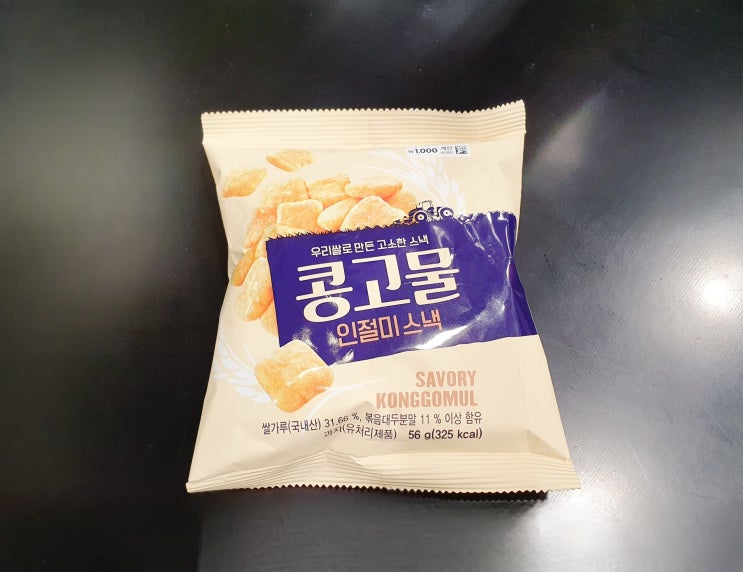 ₩1,000
우리쌀로 만든 고소한 스낵
콩고물
인절미 스낵
SAVORY
KONGGOMUL
쌀가루(국내산) 31.66 %, 볶음대두분말 11 % 이상 함유
과자(유처리제품) 56 g(325 kcal)